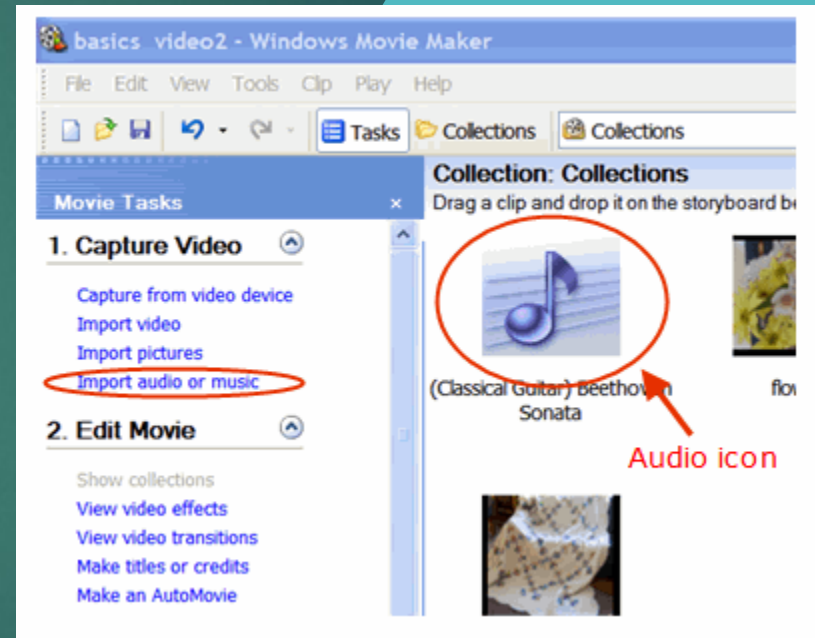 basics video2 - Windows Movie Maker
File Edit View Tools Clip Play Help
Tasks Collections Collections
Movie Tasks ×
Collection: Collections
Drag a clip and drop it on the storyboard
1. Capture Video
Capture from video device
Import video
Import pictures
Import audio or music
(Classical Guitar) Beethoven
Sonata
Audio icon
2. Edit Movie
Show collections
View video effects
View video transitions
Make titles or credits
Make an AutoMovie